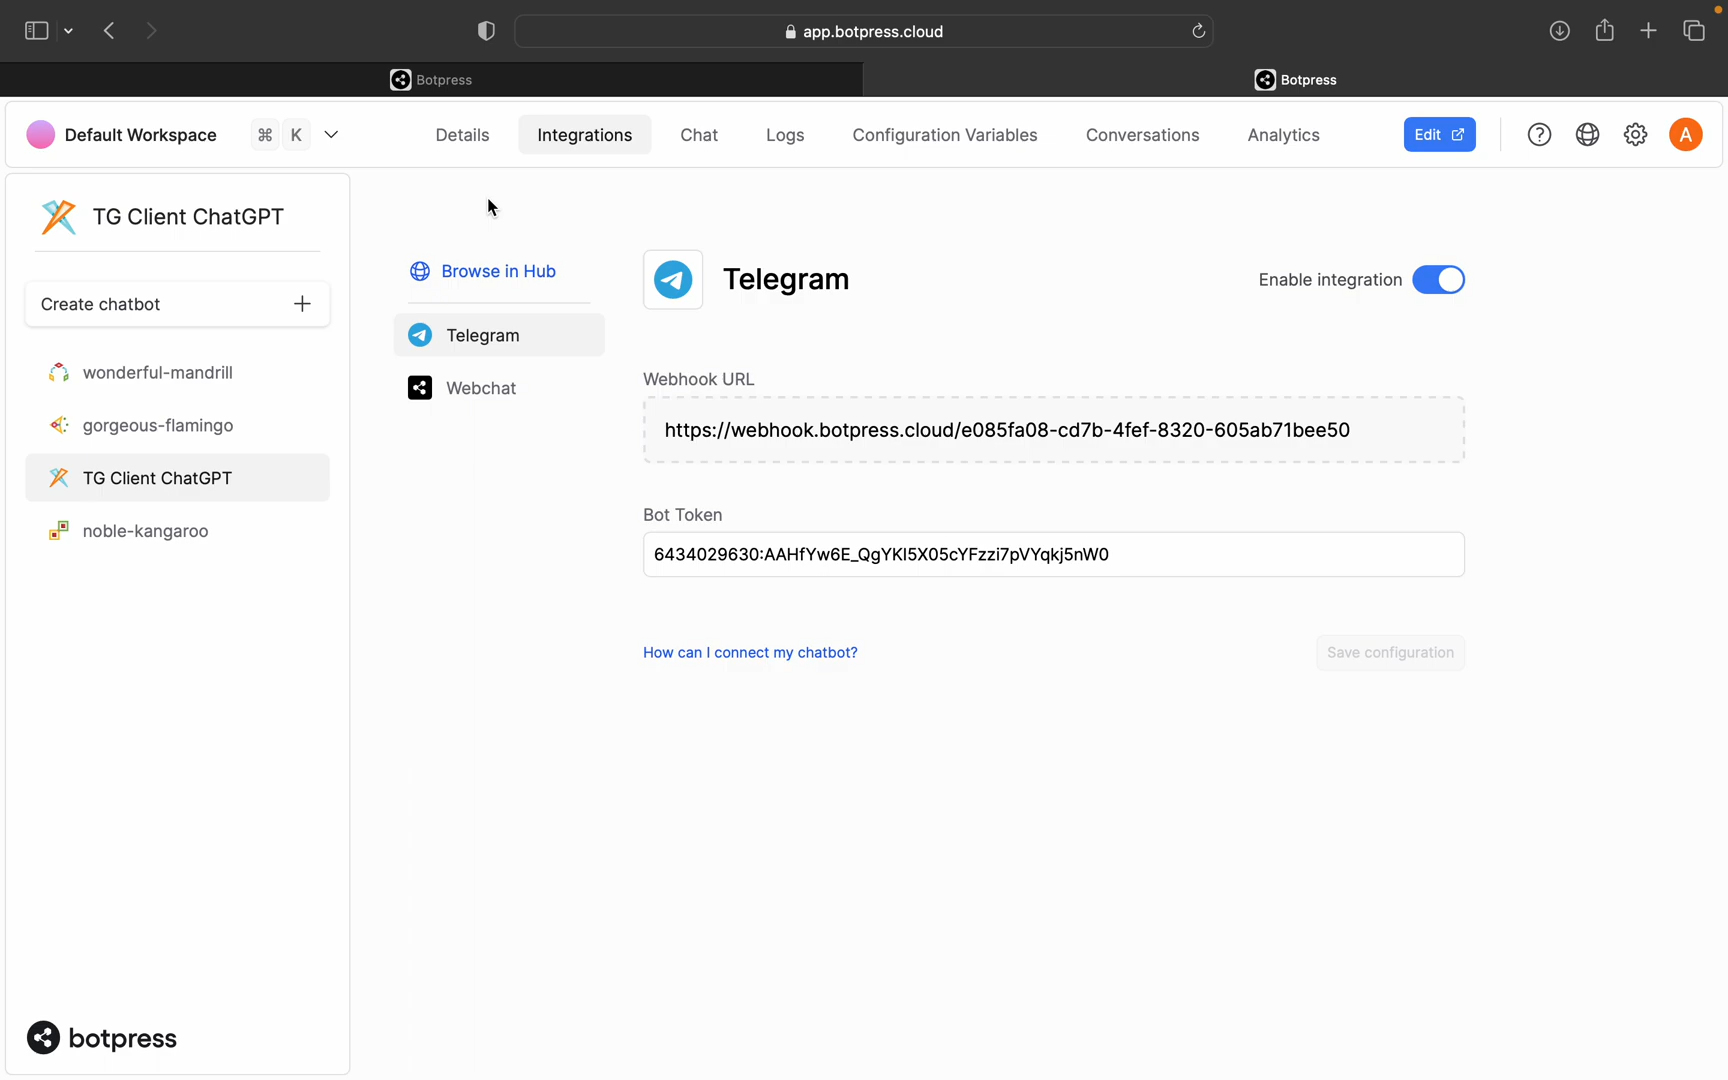 app.botpress.cloud
Botpress
Botpress
Default Workspace ⌘ K
Details
Integrations
Chat
Logs
Configuration Variables
Conversations
Analytics
Edit
A
TG Client ChatGPT
Create chatbot
wonderful-mandrill
gorgeous-flamingo
TG Client ChatGPT
noble-kangaroo
botpress
Browse in Hub
Telegram
Webchat
Telegram
Enable integration
Webhook URL
https://webhook.botpress.cloud/e085fa08-cd7b-4fef-8320-605ab71bee50
Bot Token
6434029630:AAHfYw6E_QgYKI5X05cYFzzi7pVYqkj5nW0
How can I connect my chatbot?
Save configuration